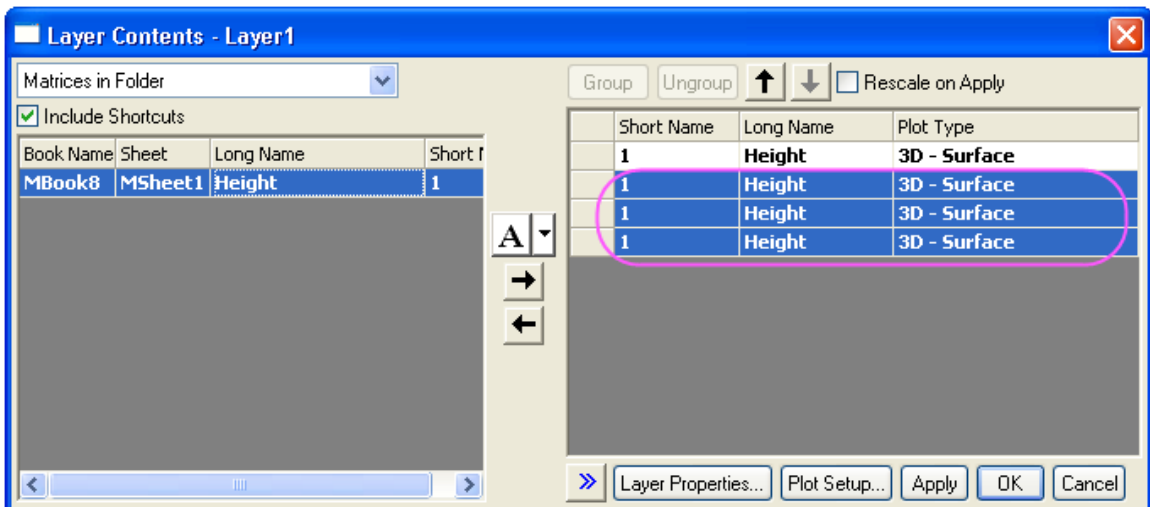 Layer Contents - Layer1
Matrices in Folder
Include Shortcuts
Book Name Sheet Long Name Short
MBook8 MSheet1 Height 1
A
Group Ungroup Rescale on Apply
Short Name Long Name Plot Type
1 Height 3D - Surface
1 Height 3D - Surface
1 Height 3D - Surface
1 Height 3D - Surface
Layer Properties... Plot Setup... Apply OK Cancel